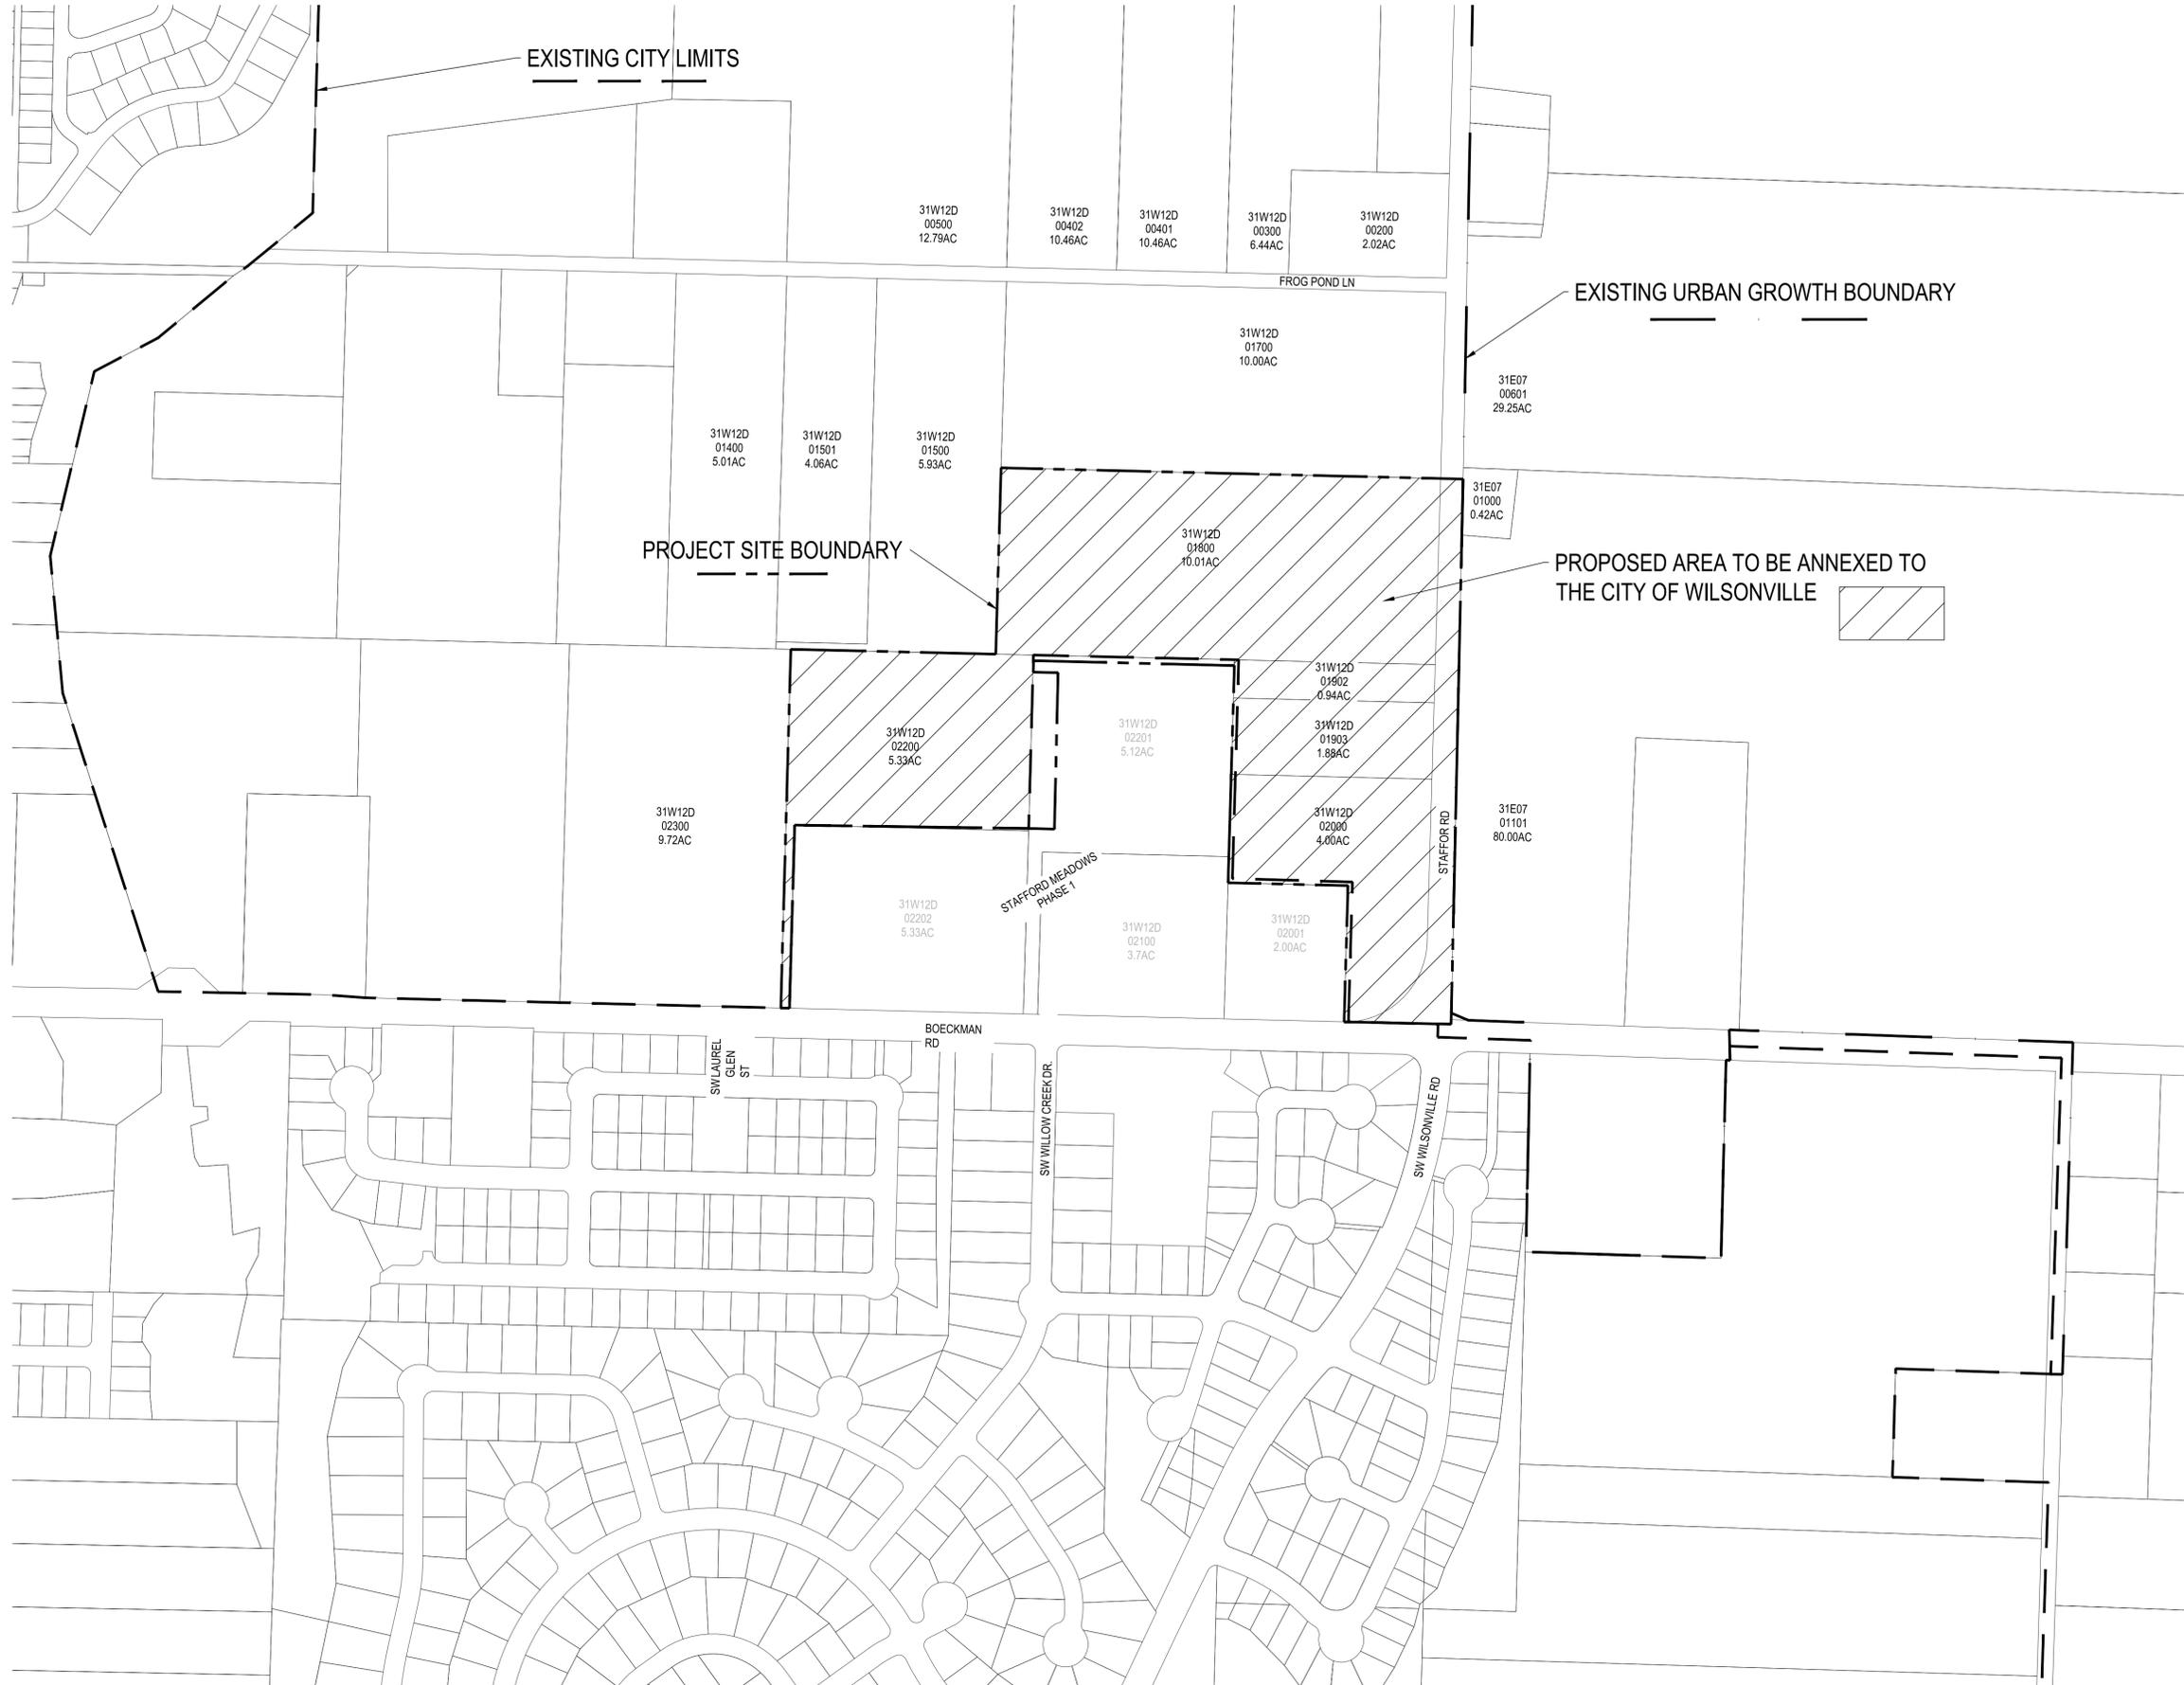 EXISTING CITY LIMITS
31W12D
00500
12.79AC
31W12D
00402
10.46AC
31W12D
00401
10.46AC
31W12D
00300
6.44AC
31W12D
00200
2.02AC
FROG POND LN
EXISTING URBAN GROWTH BOUNDARY
31W12D
01700
10.00AC
31E07
00601
29.25AC
31W12D
01400
5.01AC
31W12D
01501
4.06AC
31W12D
01500
5.93AC
31E07
01000
0.42AC
PROJECT SITE BOUNDARY
31W12D
01800
10.01AC
PROPOSED AREA TO BE ANNEXED TO
THE CITY OF WILSONVILLE
31W12D
01902
0.94AC
31W12D
02200
5.33AC
31W12D
02201
5.12AC
31W12D
01903
1.88AC
31W12D
02300
9.72AC
31W12D
02000
4.00AC
STAFFOR RD
31E07
01101
80.00AC
STAFFORD MEADOWS
PHASE 1
31W12D
02202
5.33AC
31W12D
02100
3.7AC
31W12D
02001
2.00AC
BOECKMAN
RD
SW LAUREL
GLEN
ST
SW WILLOW CREEK DR.
SW WILSONVILLE RD